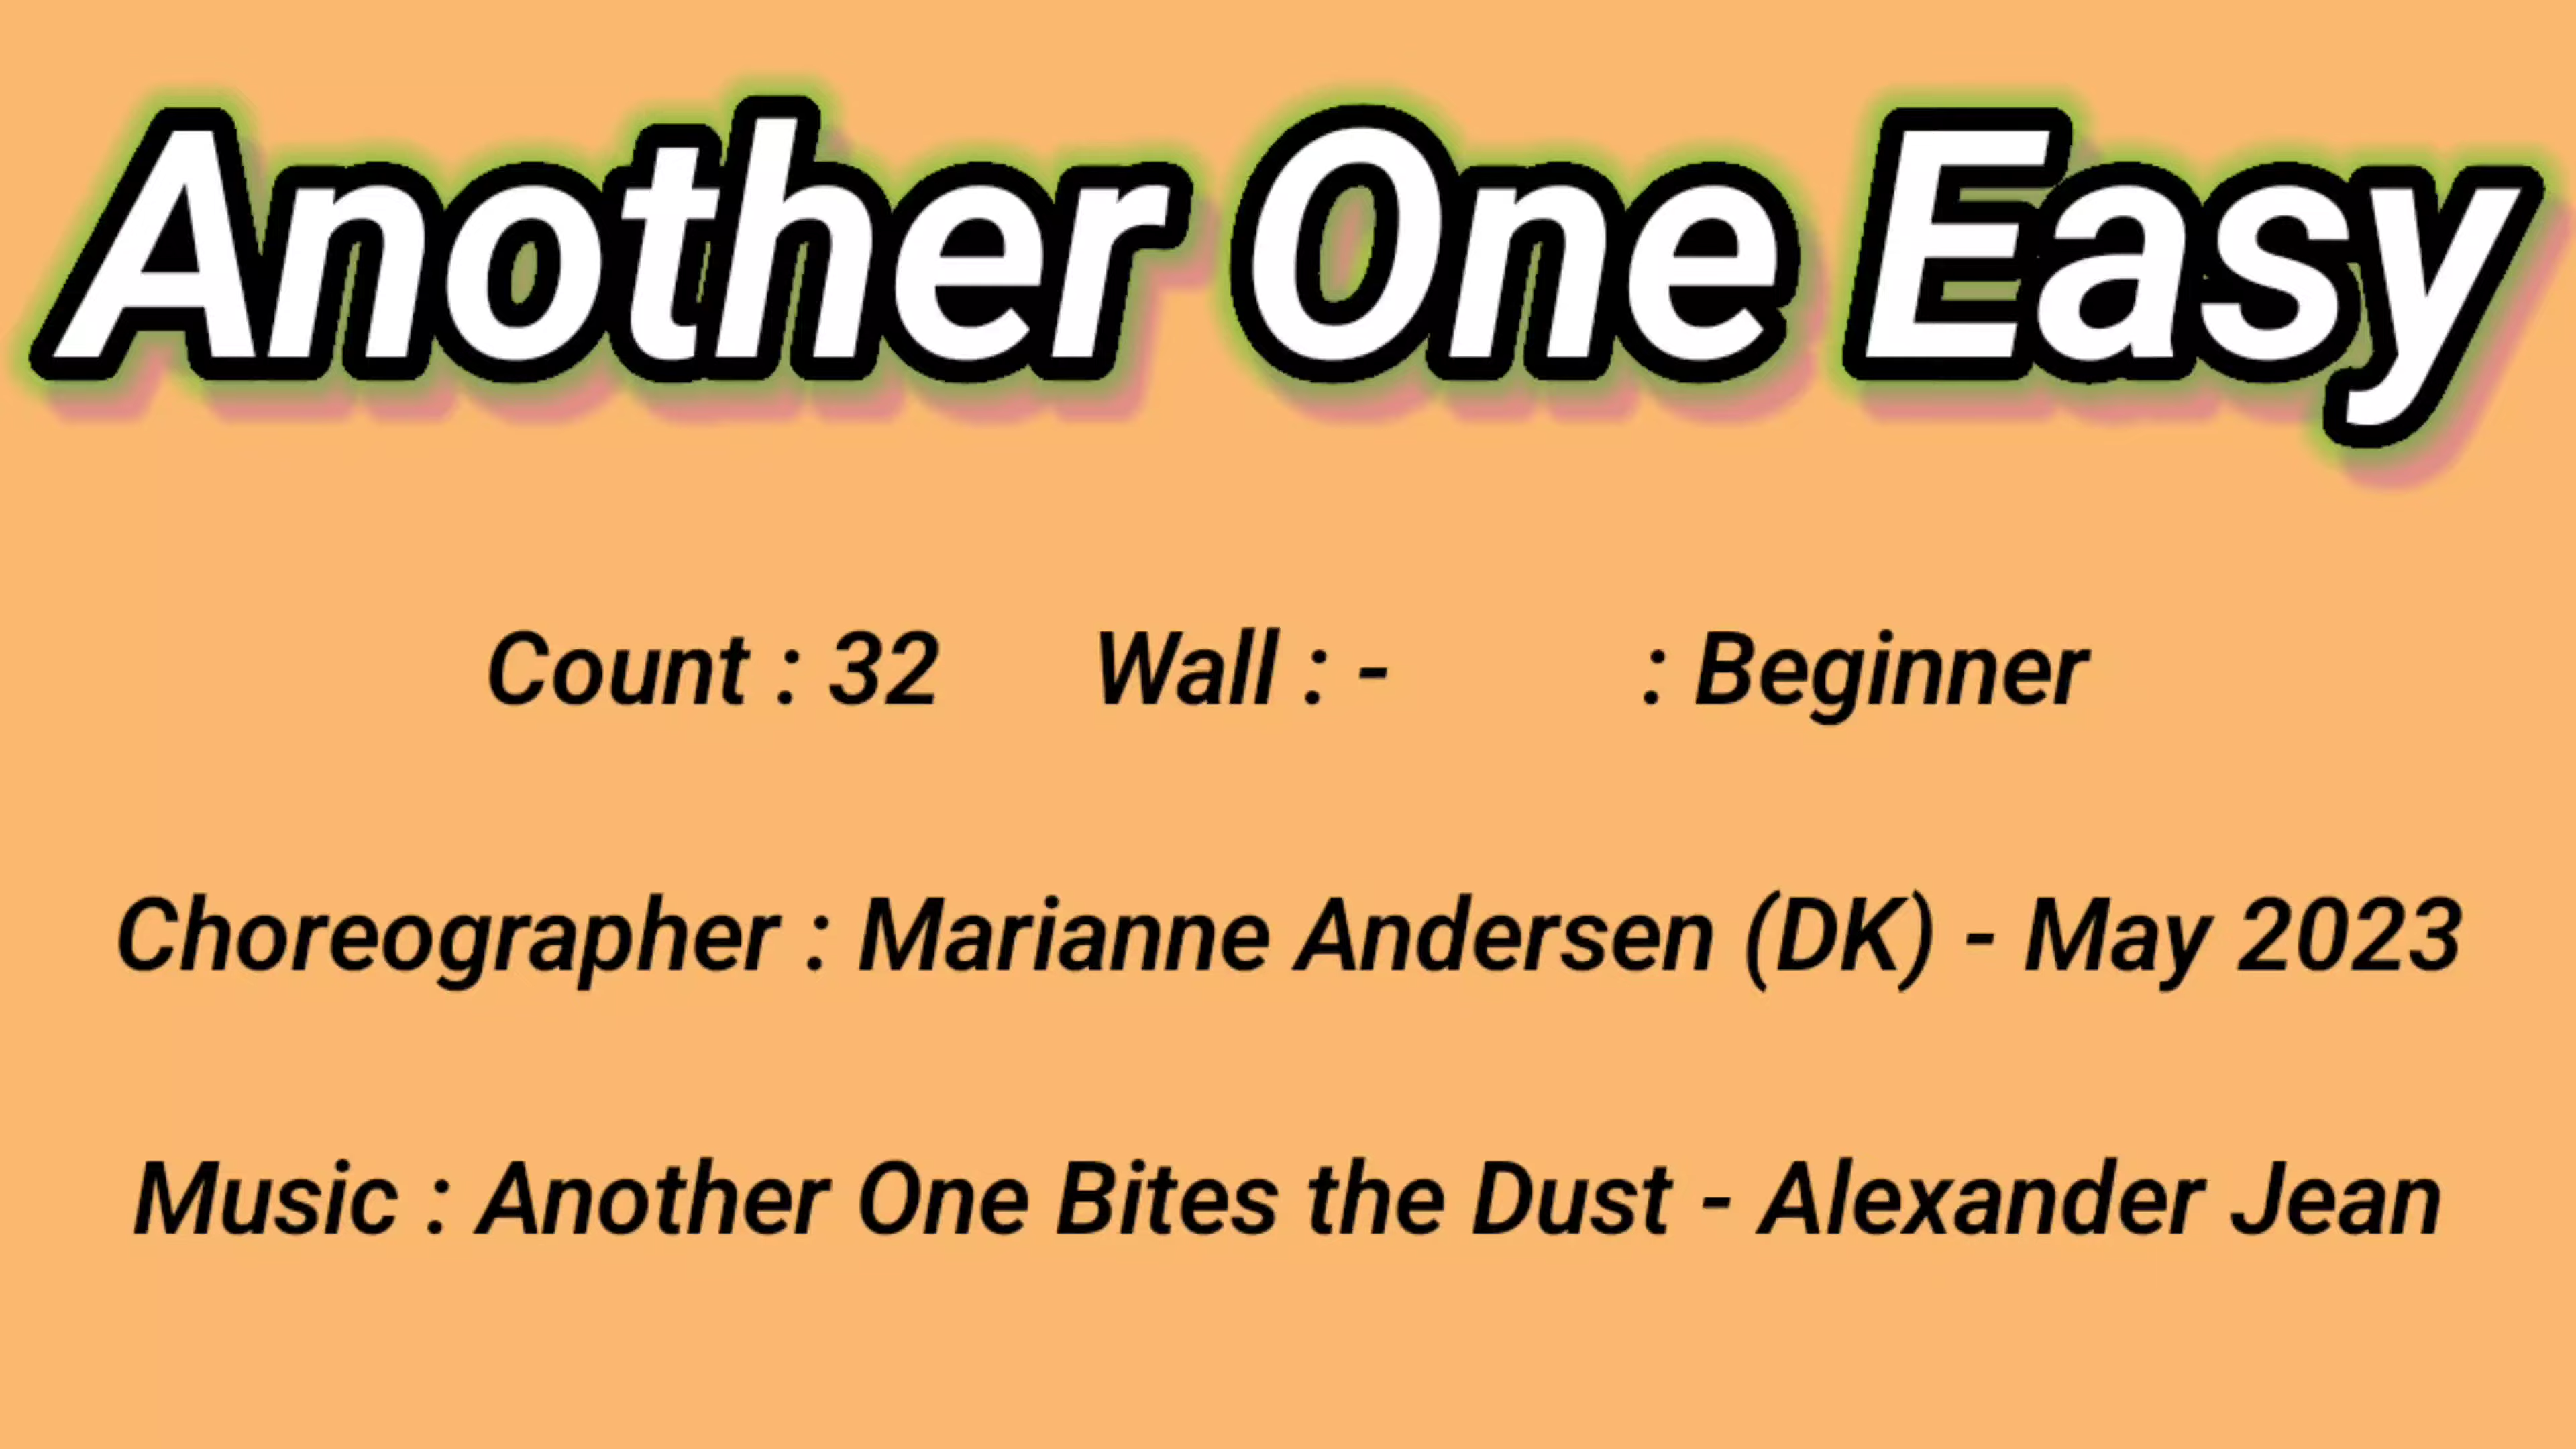 Another One Easy
Count : 32 Wall : - : Beginner
Choreographer : Marianne Andersen (DK) - May 2023
Music : Another One Bites the Dust - Alexander Jean